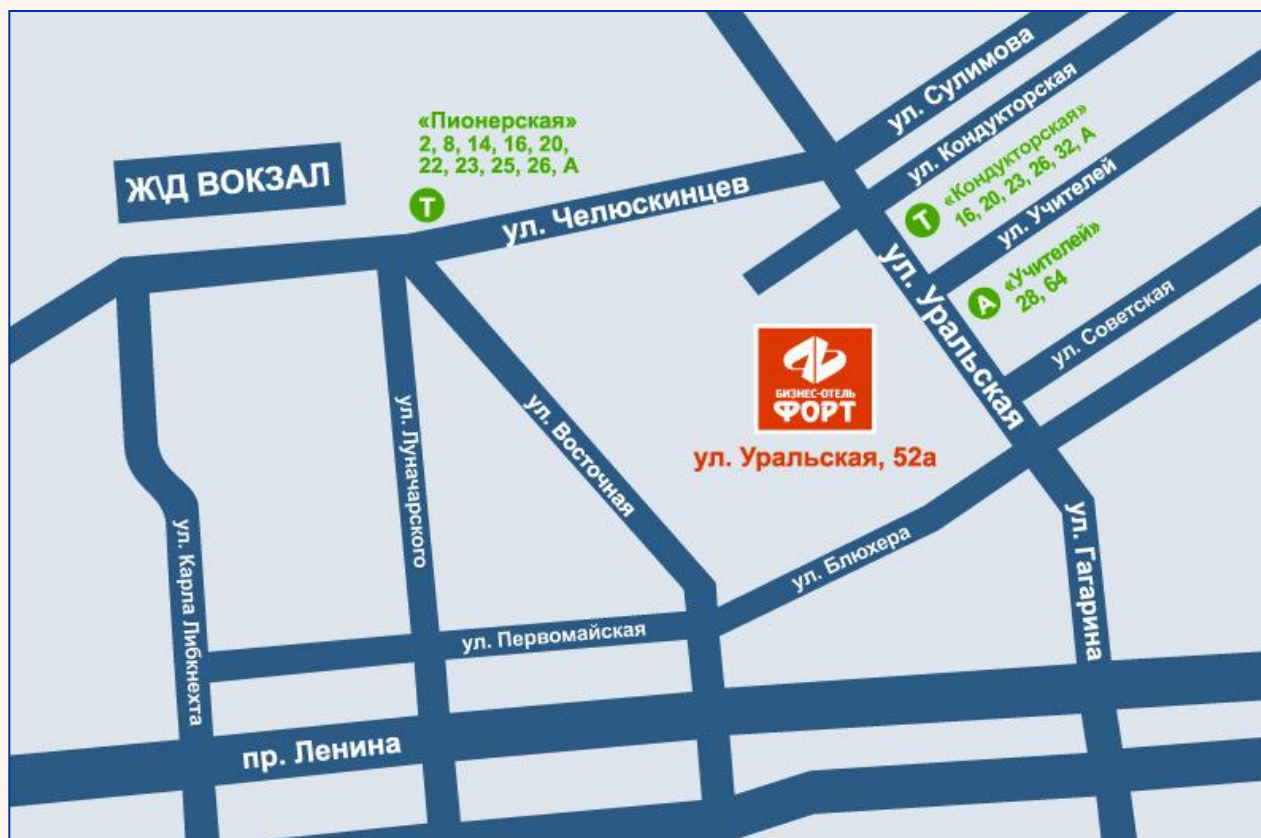 «Пионерская»
2, 8, 14, 16, 20,
22, 23, 25, 26, А
Т
Ж\Д ВОКЗАЛ
ул. Челюскинцев
ул. Сулимова
ул. Кондукторская
Т
«Кондукторская»
16, 20, 23, 26, 32, А
ул. Учителей
А
«Учителей»
28, 64
ул. Уральская
ул. Советская
БИЗНЕС-ОТЕЛЬ
ФОРТ
ул. Уральская, 52а
ул. Луначарского
ул. Восточная
ул. Карла Либкнехта
ул. Первомайская
ул. Блюхера
ул. Гагарина
пр. Ленина